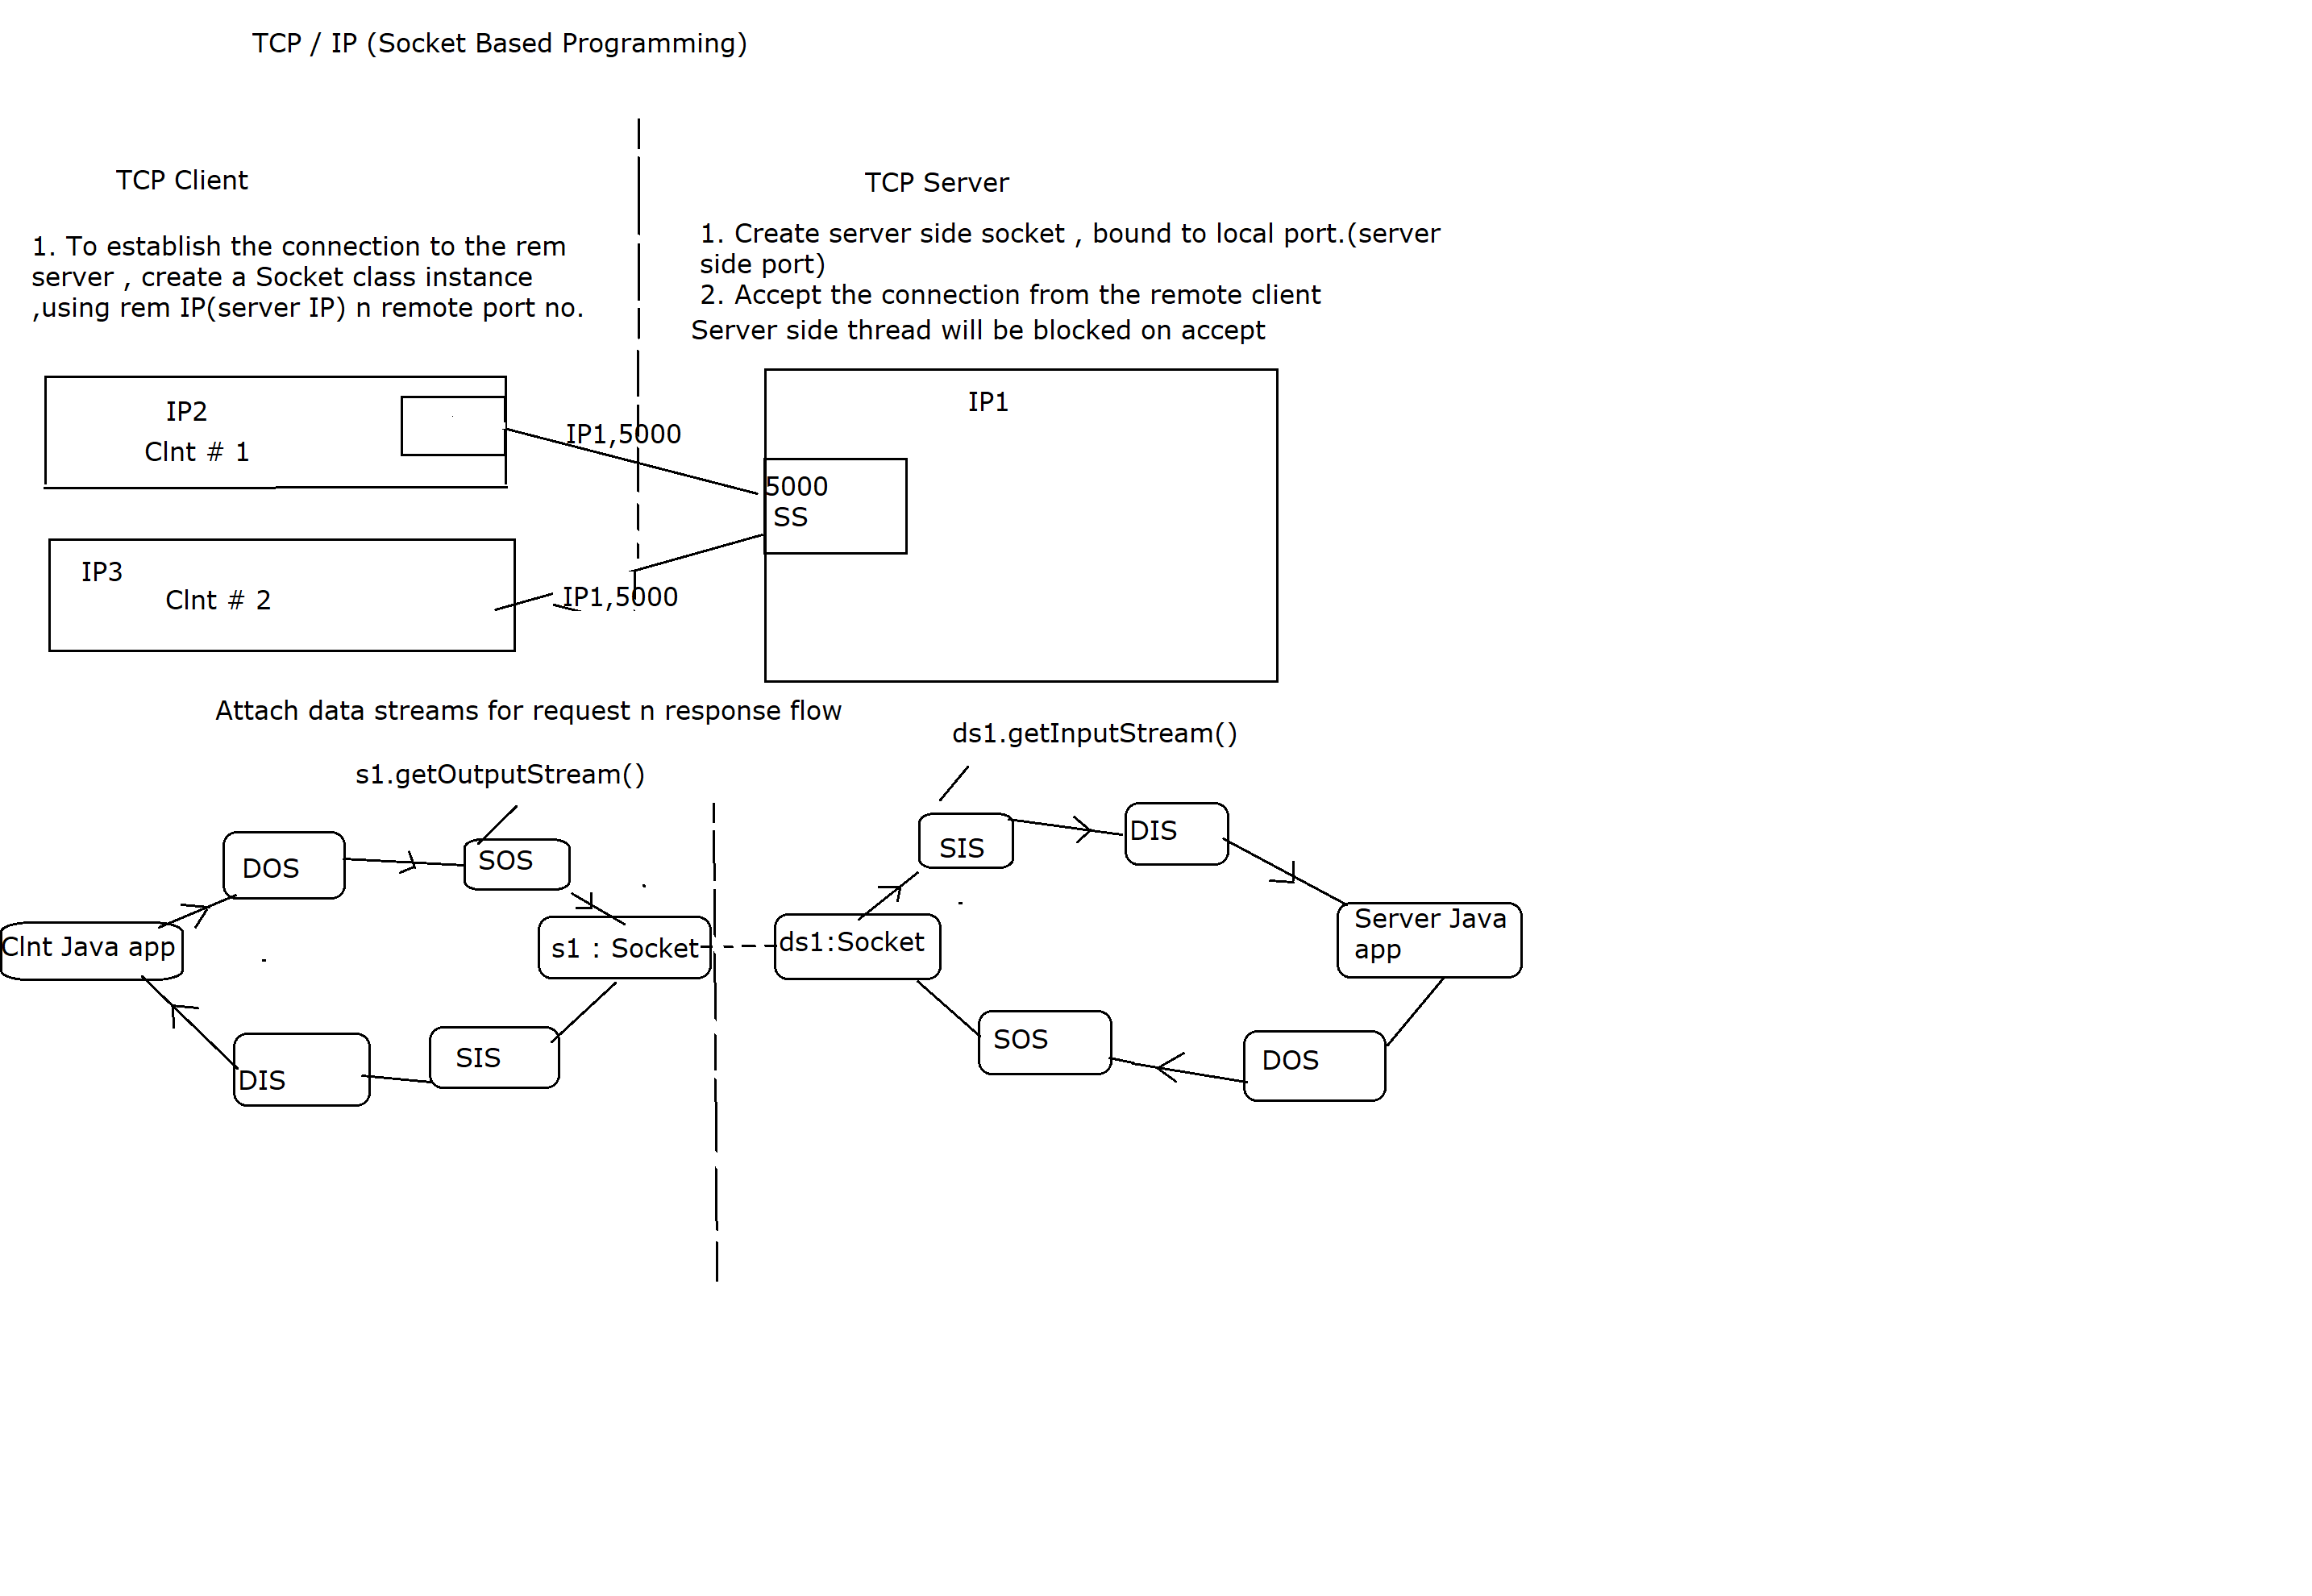 TCP / IP (Socket Based Programming)
TCP Client
1. To establish the connection to the rem
server , create a Socket class instance
,using rem IP(server IP) n remote port no.
TCP Server
1. Create server side socket , bound to local port.(server
side port)
2. Accept the connection from the remote client
Server side thread will be blocked on accept
IP2
Clnt # 1
IP1,5000
IP1
5000
SS
IP3
Clnt # 2
IP1,5000
Attach data streams for request n response flow
s1.getOutputStream()
ds1.getInputStream()
DOS
SOS
SIS
DIS
Clnt Java app
s1 : Socket
ds1:Socket
Server Java
app
DIS
SIS
SOS
DOS